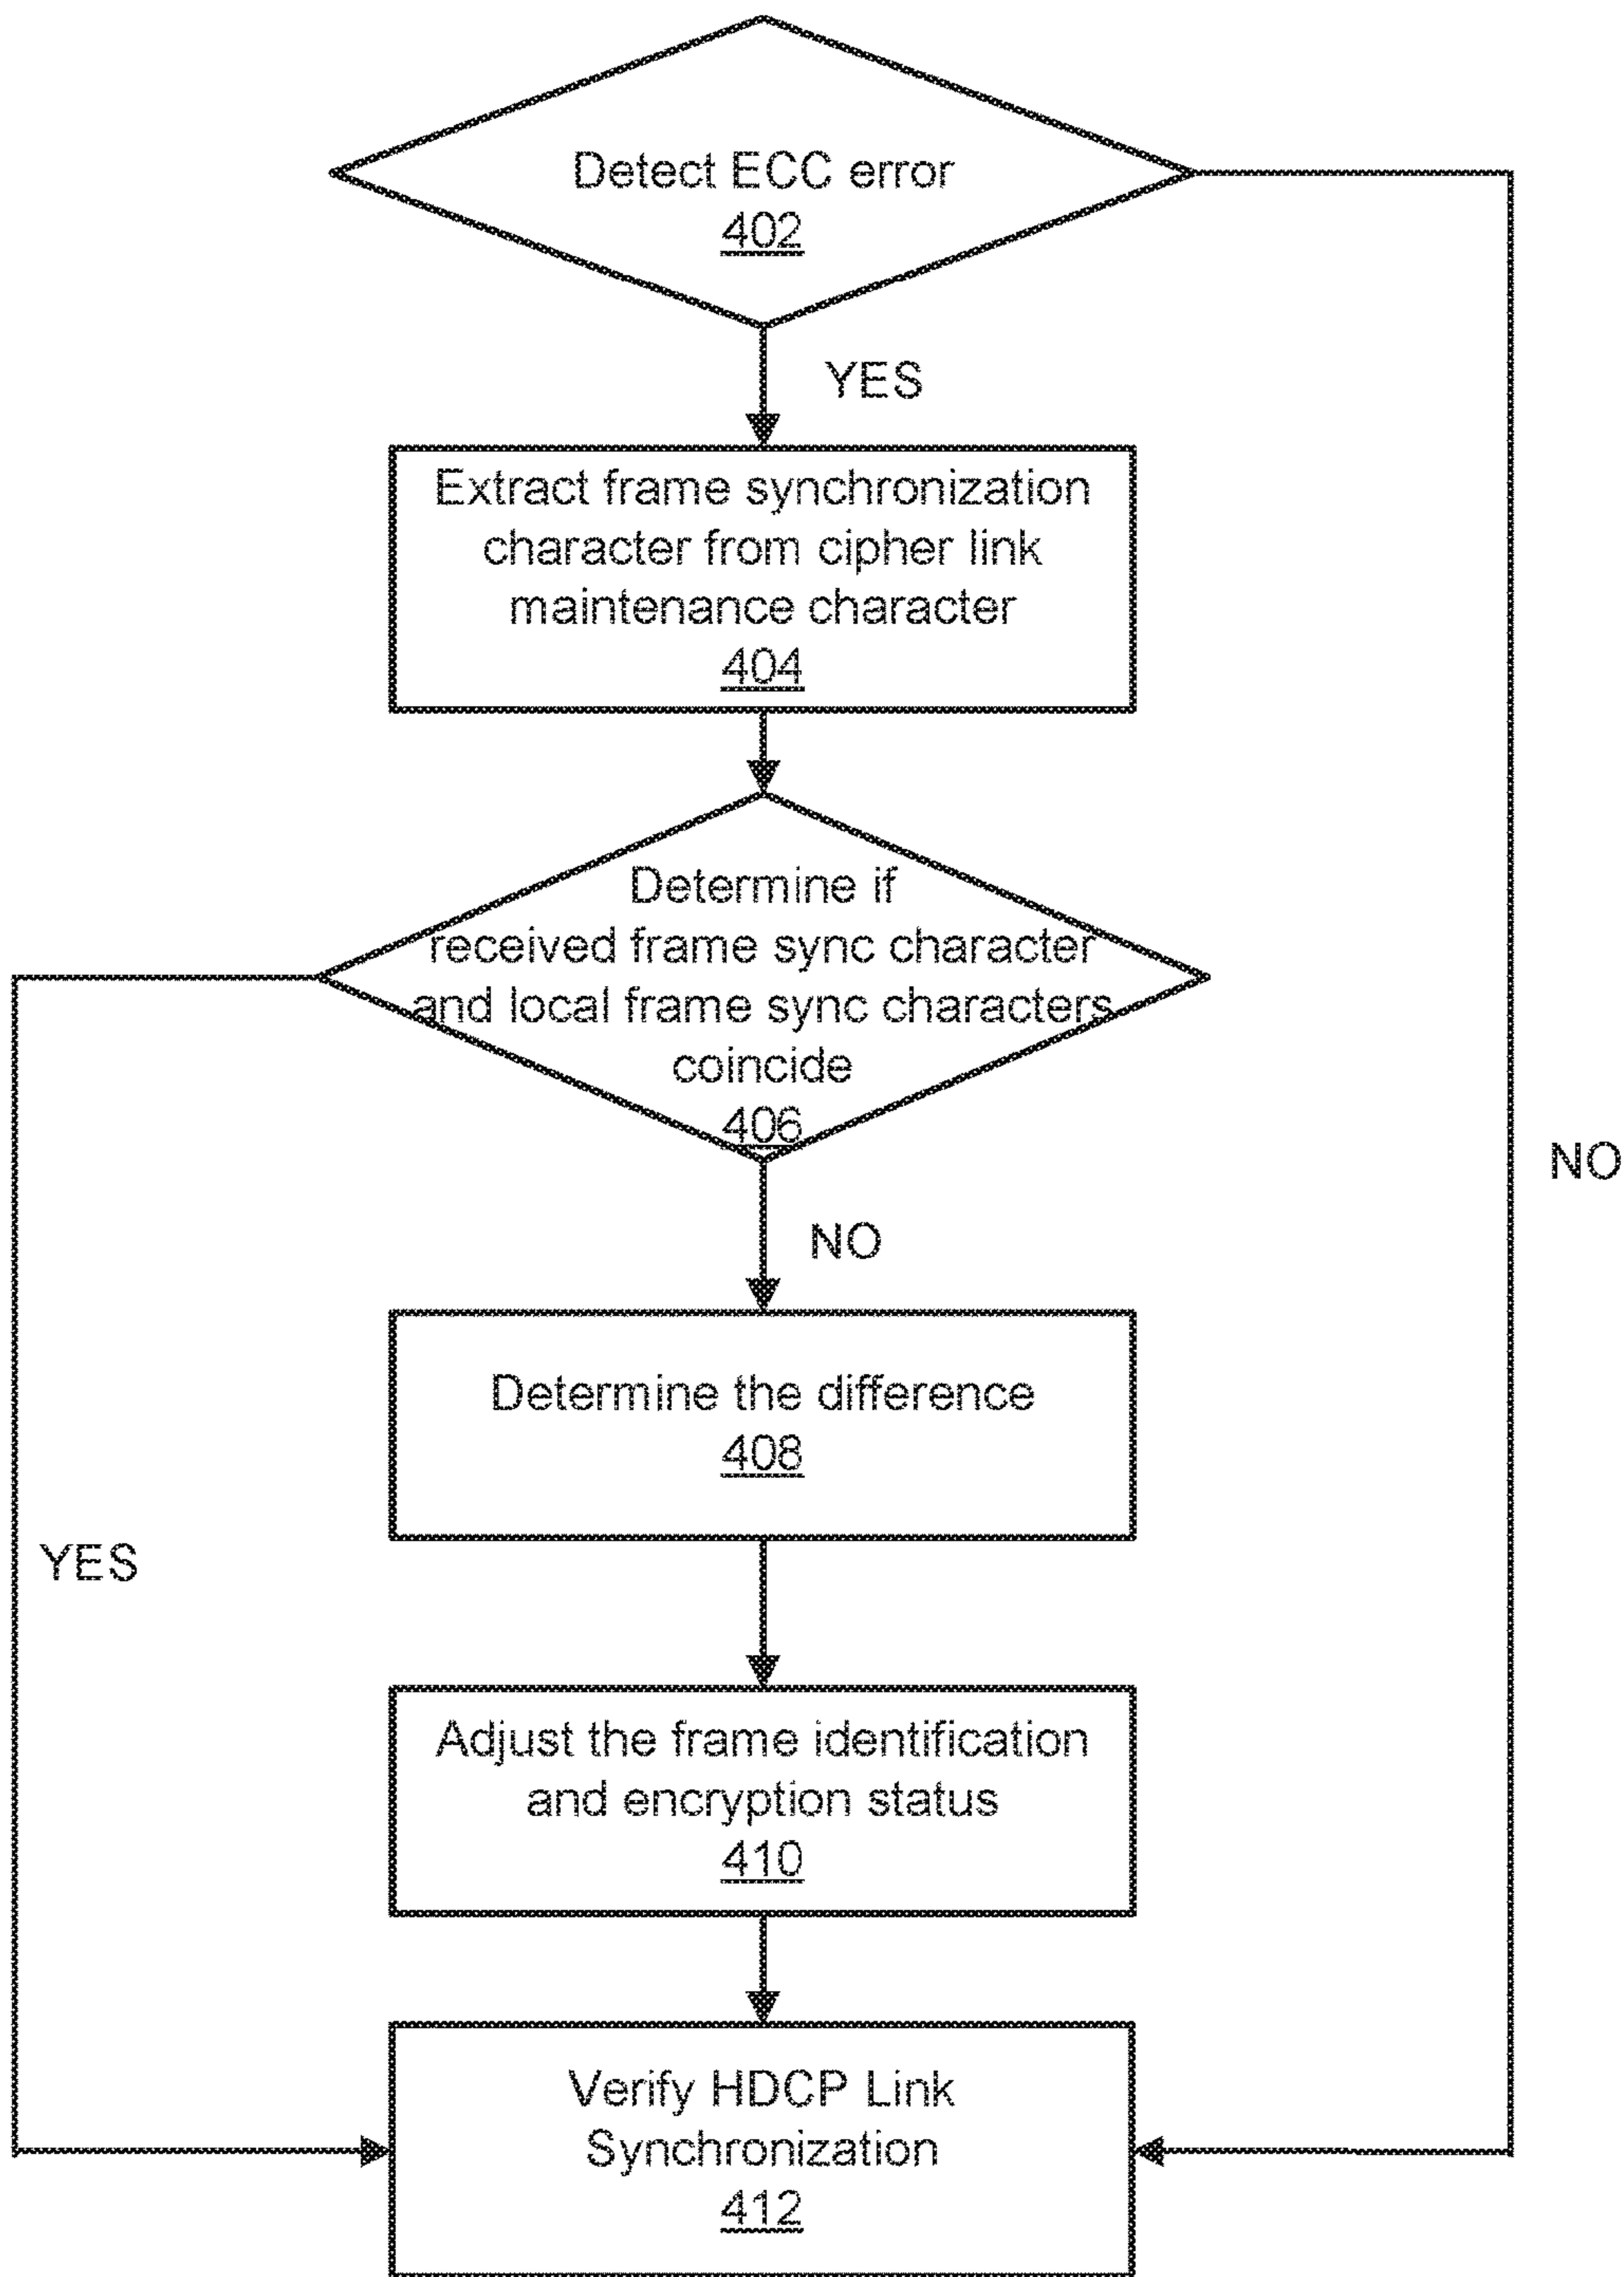 Detect ECC error
402
YES
Extract frame synchronization
character from cipher link
maintenance character
404
Determine if
received frame sync character
and local frame sync characters
coincide
406
NO
NO
Determine the difference
408
YES
Adjust the frame identification
and encryption status
410
Verify HDCP Link
Synchronization
412